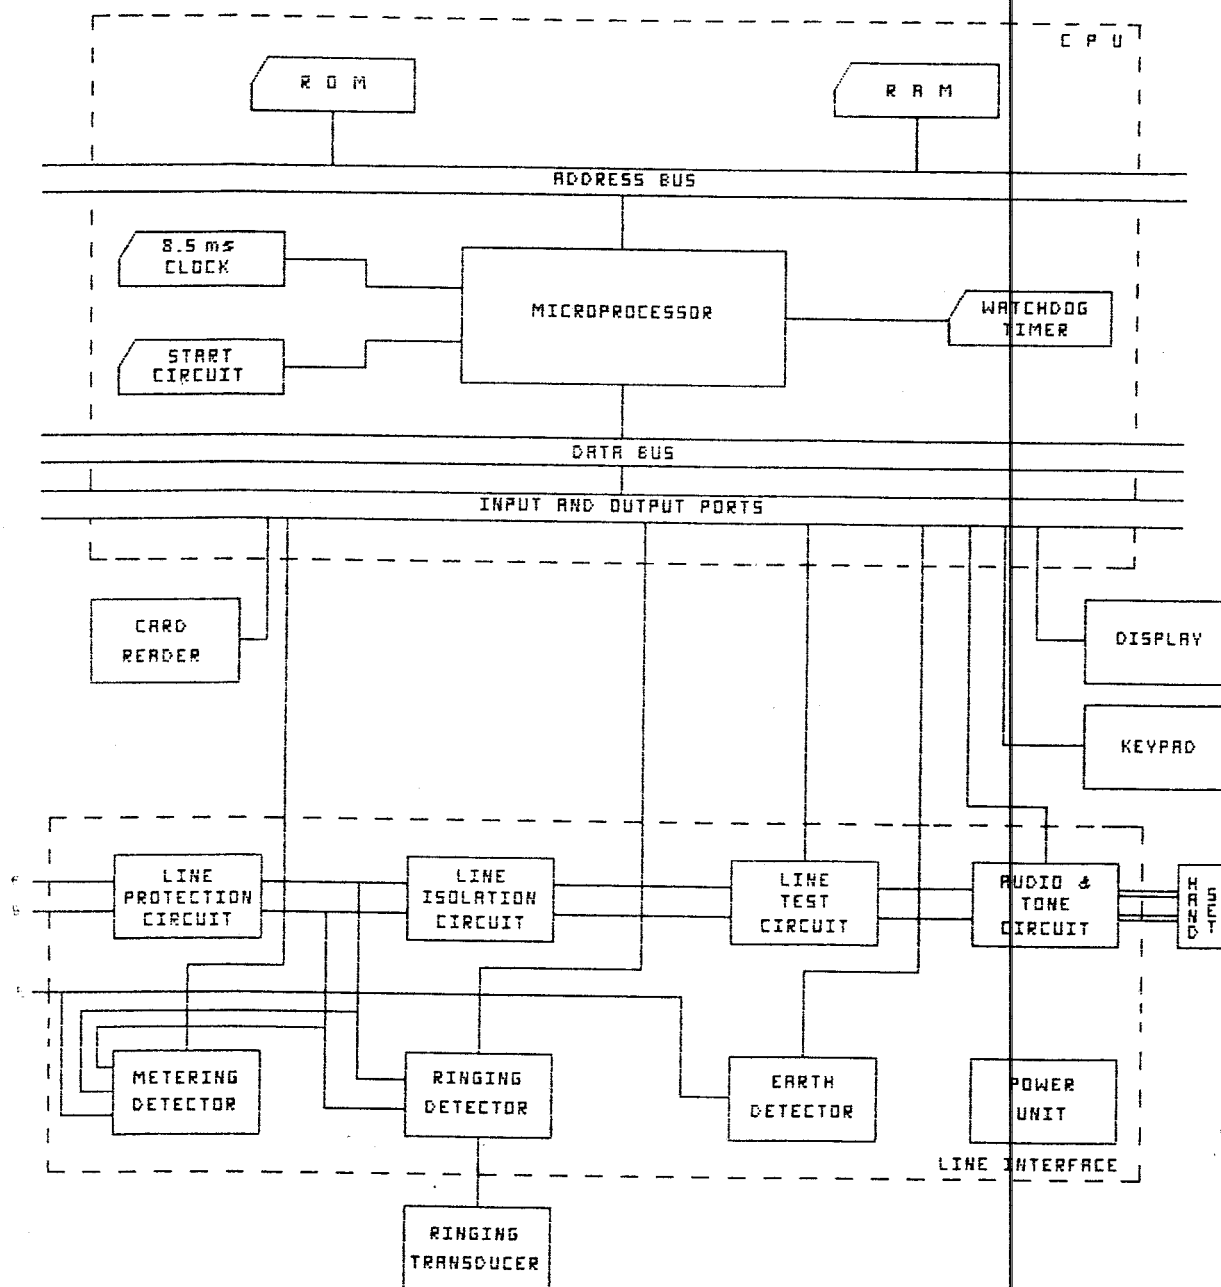 C P U
R O M
R A M
ADDRESS BUS
8.5 ms
CLOCK
MICROPROCESSOR
WATCHDOG
TIMER
START
CIRCUIT
DATA BUS
INPUT AND OUTPUT PORTS
CARD
READER
DISPLAY
KEYPAD
LINE
PROTECTION
CIRCUIT
LINE
ISOLATION
CIRCUIT
LINE
TEST
CIRCUIT
AUDIO &
TONE
CIRCUIT
HAND
SET
B
METERING
DETECTOR
RINGING
DETECTOR
EARTH
DETECTOR
POWER
UNIT
LINE INTERFACE
RINGING
TRANSDUCER